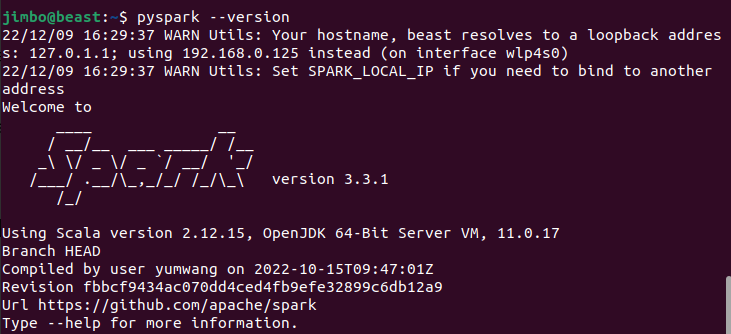 jimbo@beast:~$ pyspark --version
22/12/09 16:29:37 WARN Utils: Your hostname, beast resolves to a loopback addres
s: 127.0.1.1; using 192.168.0.125 instead (on interface wlp4s0)
22/12/09 16:29:37 WARN Utils: Set SPARK_LOCAL_IP if you need to bind to another
address
Welcome to
      ____              __
     / __/__  ___ _____/ /__
    _\ \/ _ \/ _ `/ __/  '_/
   /___/ .__/\_,_/_/ /_/\_\   version 3.3.1
      /_/
Using Scala version 2.12.15, OpenJDK 64-Bit Server VM, 11.0.17
Branch HEAD
Compiled by user yumwang on 2022-10-15T09:47:01Z
Revision fbbcf9434ac070dd4ced4fb9efe32899c6db12a9
Url https://github.com/apache/spark
Type --help for more information.